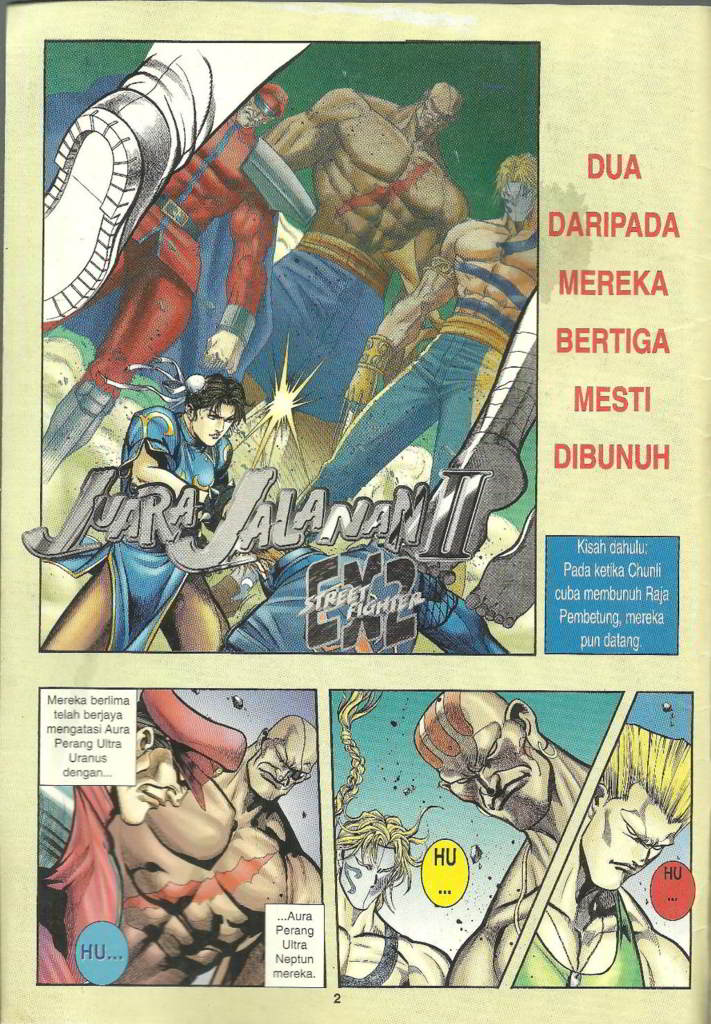 DUA
DARIPADA
MEREKA
BERTIGA
MESTI
DIBUNUH
JUARA JALANAN II
EX2
STREET FIGHTER
EX2
Kisah dahulu:
Pada ketika Chunli
cuba membunuh Raja
Pembetung, mereka
pun datang.
Mereka berlima
telah berjaya
mengatasi Aura
Perang Ultra
Uranus
dengan...
HU...
...Aura
Perang
Ultra
Neptun
mereka.
HU
...
HU
...
2